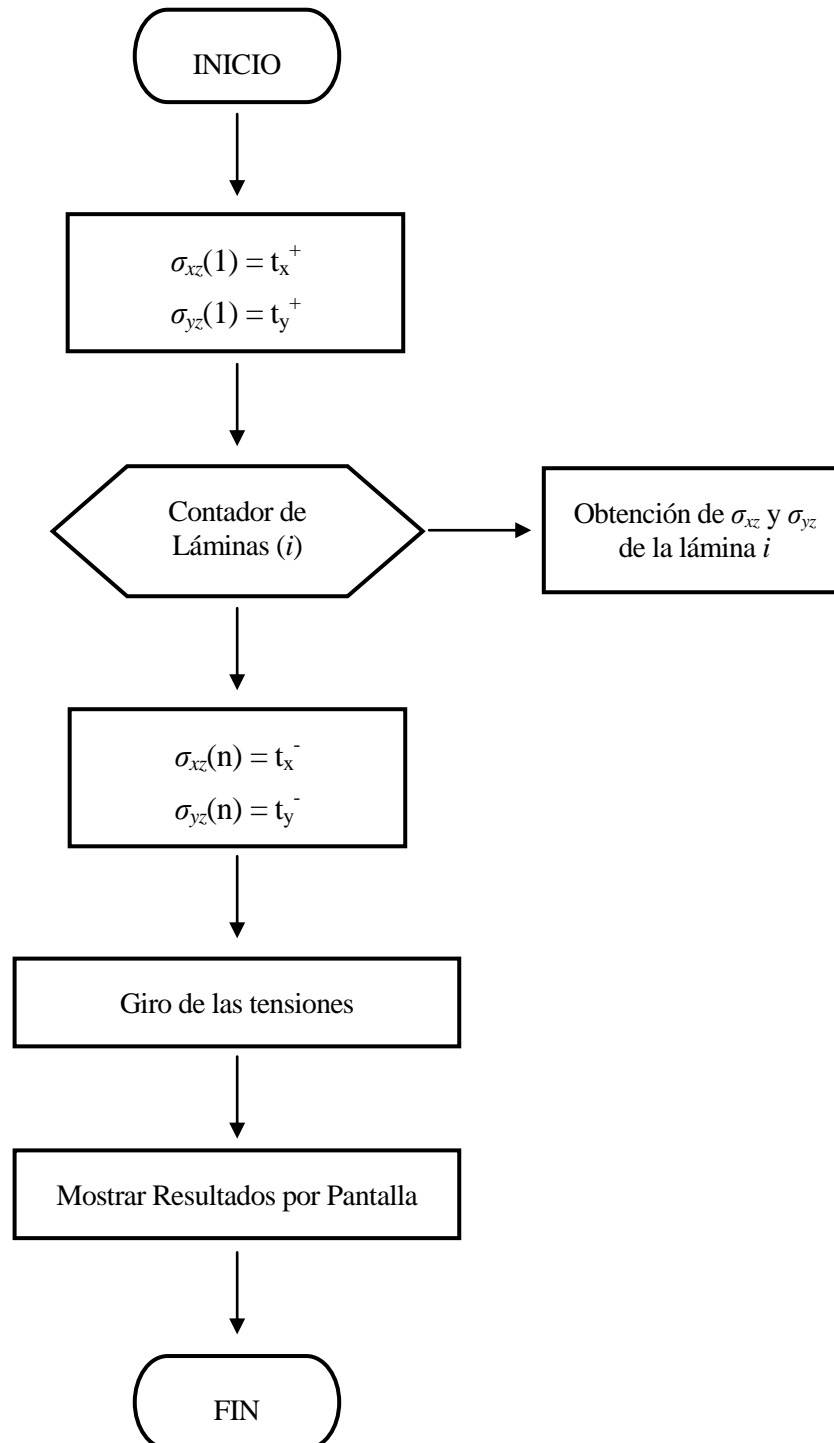 INICIO
σxz(1) = tx+
σyz(1) = ty+
Contador de
Láminas (i)
Obtención de σxz y σyz
de la lámina i
σxz(n) = tx-
σyz(n) = ty-
Giro de las tensiones
Mostrar Resultados por Pantalla
FIN